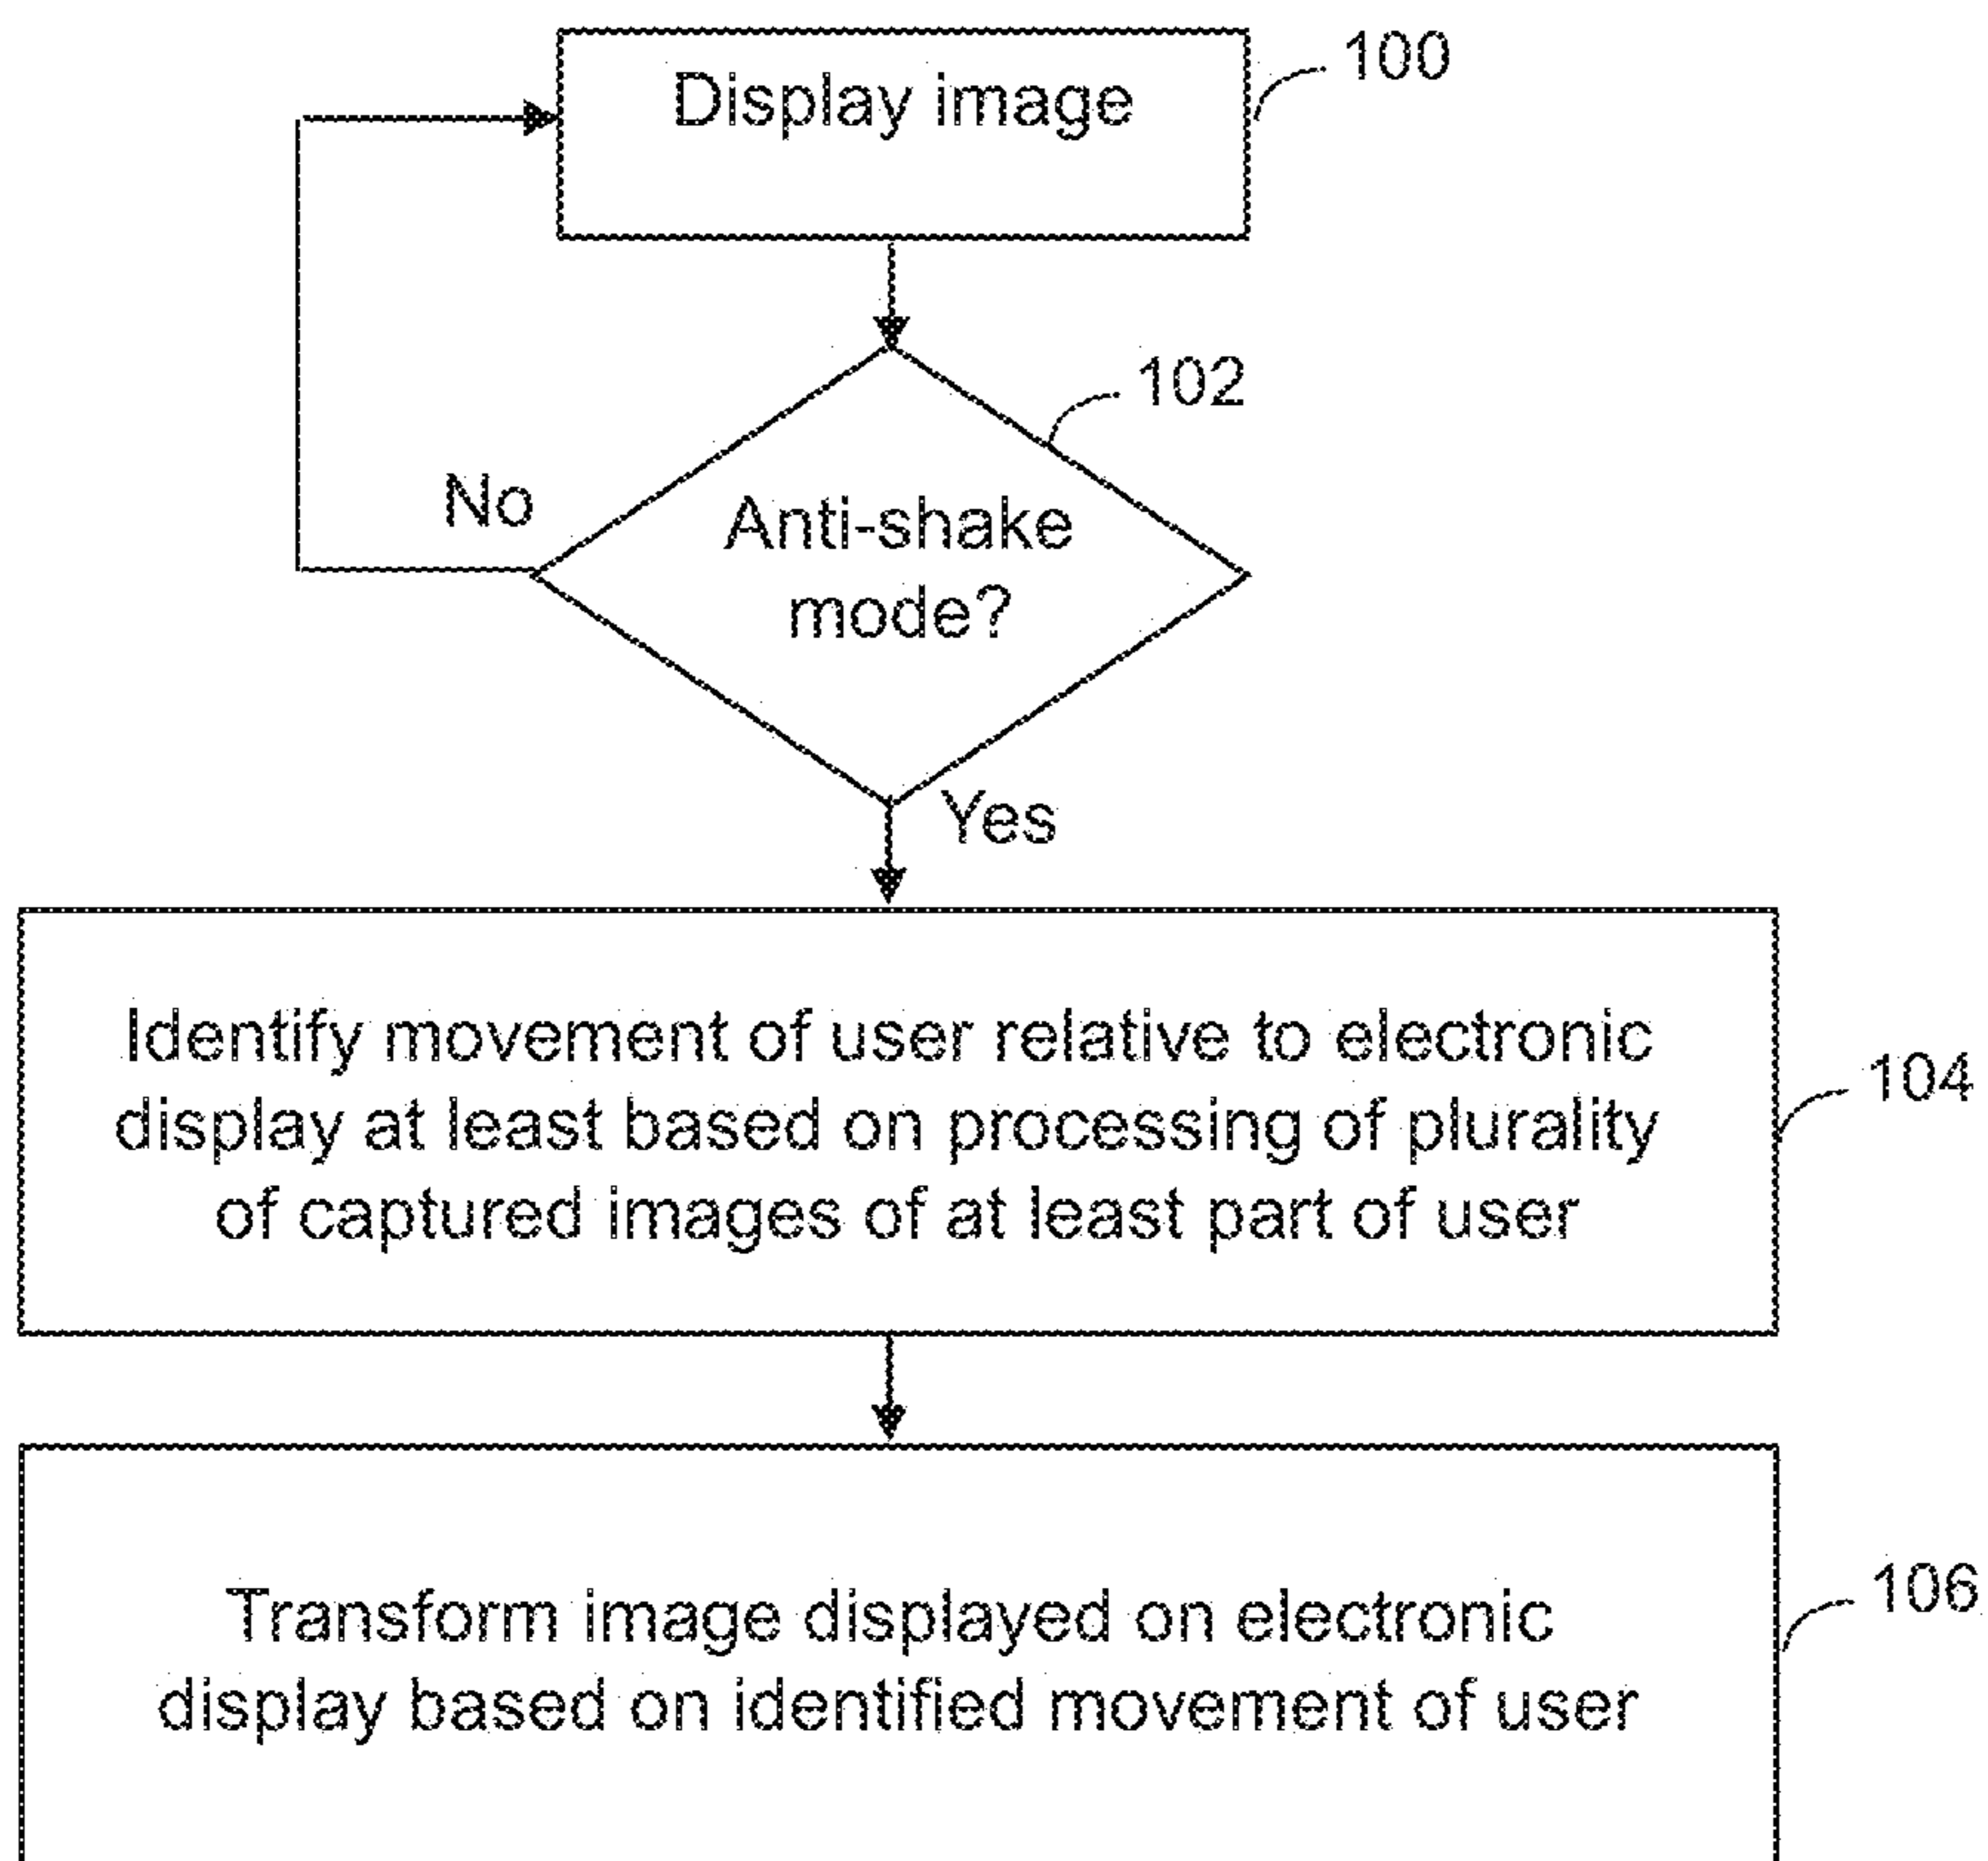 Display image
100
102
No
Anti-shake
mode?
Yes
Identify movement of user relative to electronic
display at least based on processing of plurality
of captured images of at least part of user
104
Transform image displayed on electronic
display based on identified movement of user
106